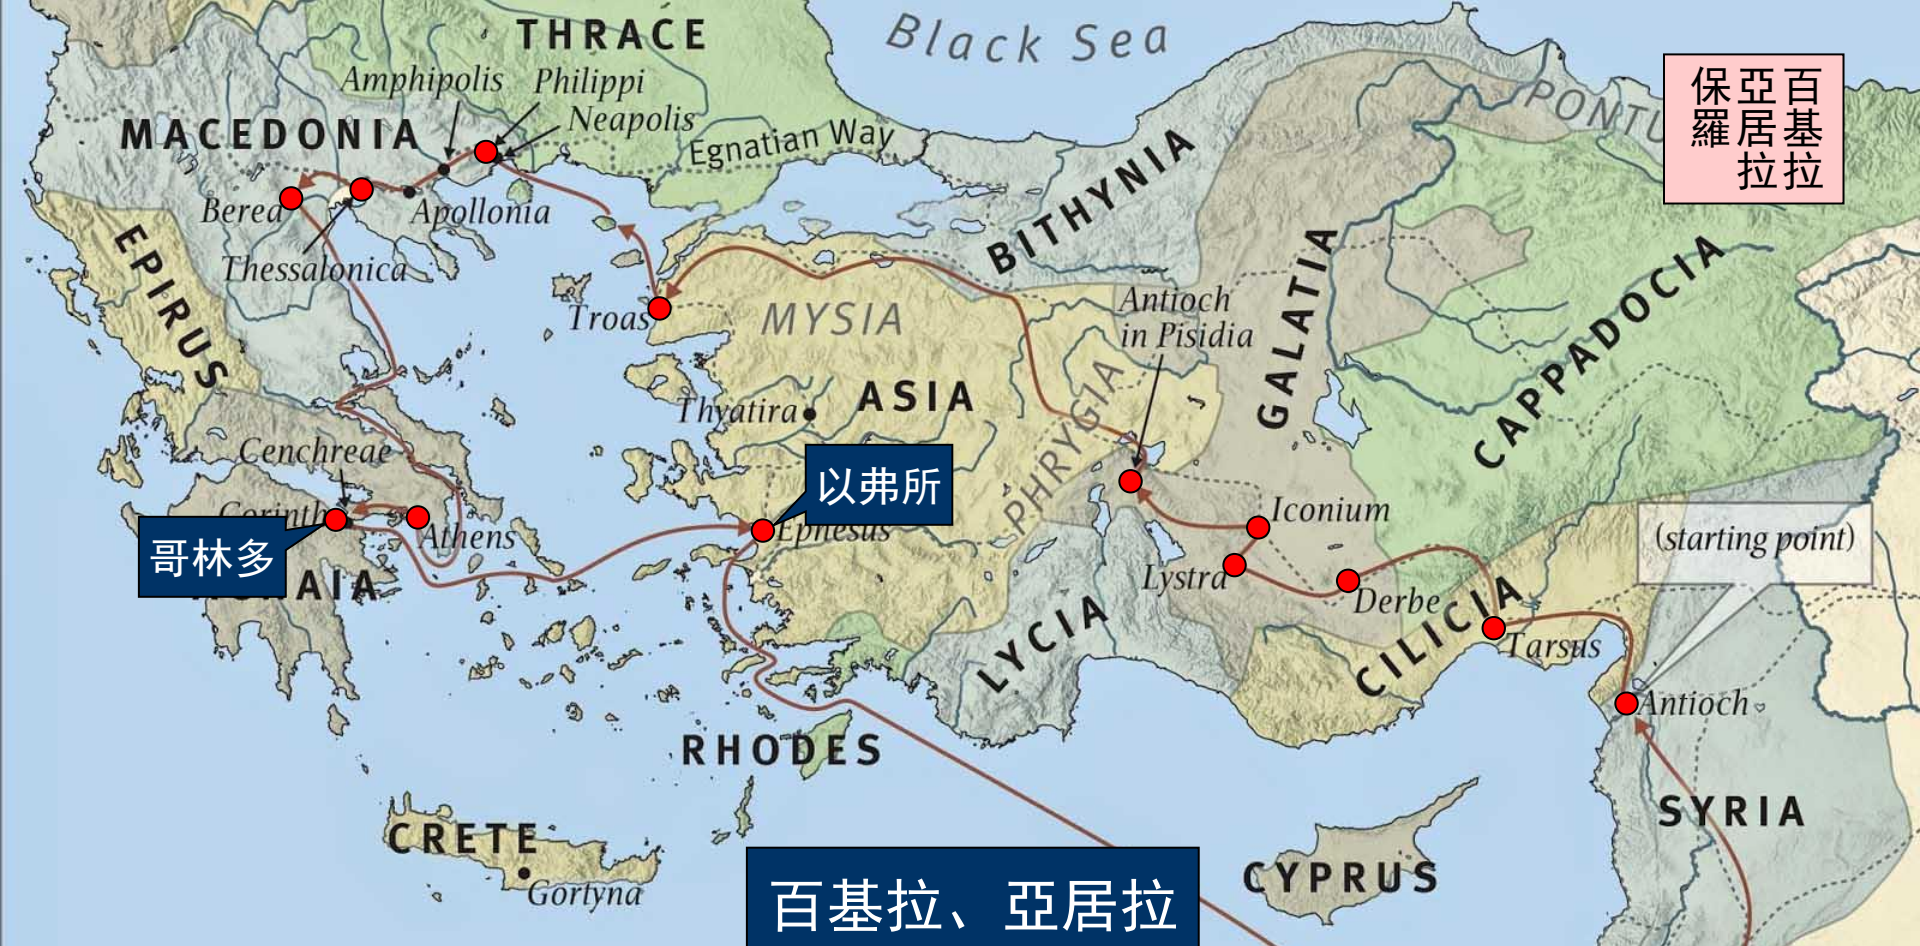 THRACE
Black Sea
Amphipolis
Philippi
Neapolis
MACEDONIA
Egnatian Way
PONTU
保羅
亞居拉
百基拉
BITHYNIA
Berea
Apollonia
Thessalonica
EPIRUS
GALATIA
CAPPADOCIA
Troas
MYSIA
Antioch
in Pisidia
ASIA
Thyatira
PHRYGIA
Cenchreae
以弗所
Corinth
Athens
Ephesus
哥林多
AIA
Iconium
(starting point)
Lystra
Derbe
LYCIA
CILICIA
Tarsus
Antioch
RHODES
SYRIA
CRETE
Gortyna
CYPRUS
百基拉、亞居拉